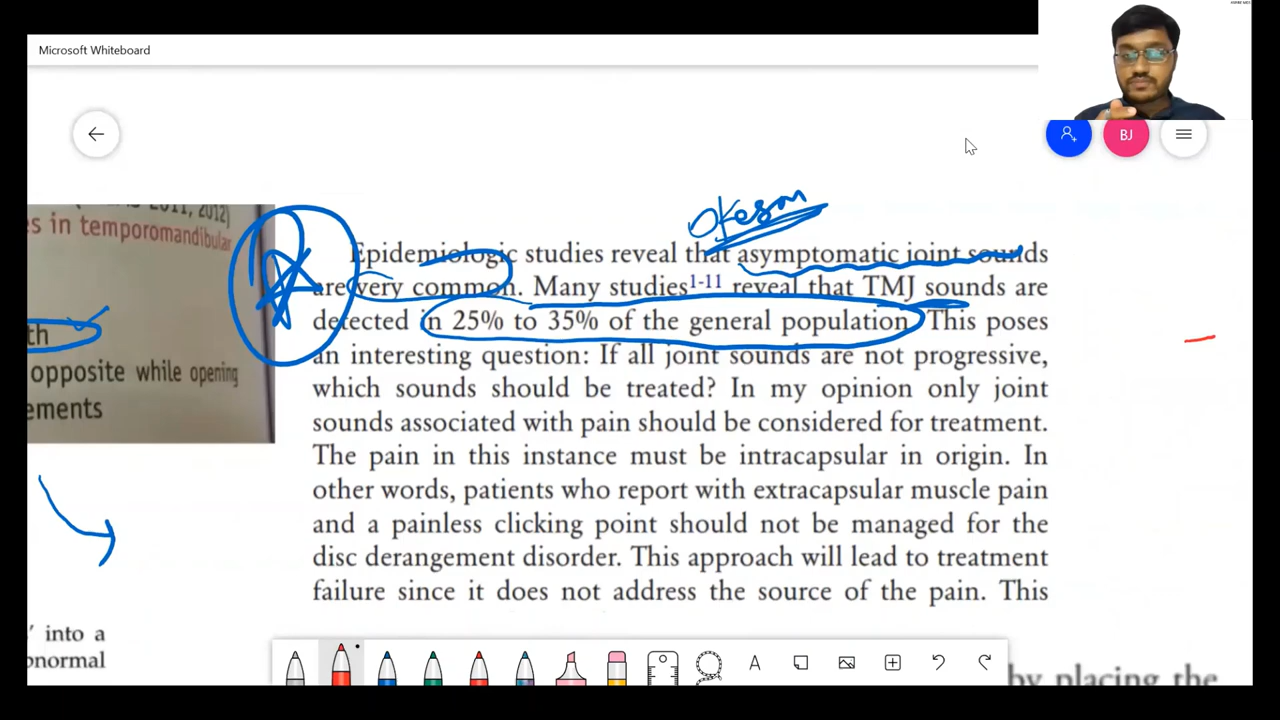 Microsoft Whiteboard
BJ
2011, 2012)
es in temporomandibular
th
opposite while opening
ements
Okeson
Epidemiologic studies reveal that asymptomatic joint sounds
are very common. Many studies1-11 reveal that TMJ sounds are
detected in 25% to 35% of the general population. This poses
an interesting question: If all joint sounds are not progressive,
which sounds should be treated? In my opinion only joint
sounds associated with pain should be considered for treatment.
The pain in this instance must be intracapsular in origin. In
other words, patients who report with extracapsular muscle pain
and a painless clicking point should not be managed for the
disc derangement disorder. This approach will lead to treatment
failure since it does not address the source of the pain. This
' into a
onormal
A
by placing the